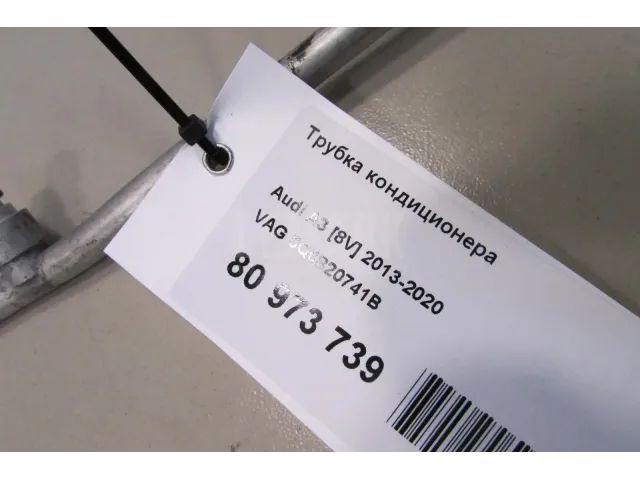 Трубка кондиционера
Audi A3 [8V] 2013-2020
VAG 5Q0820741B
80 973 739